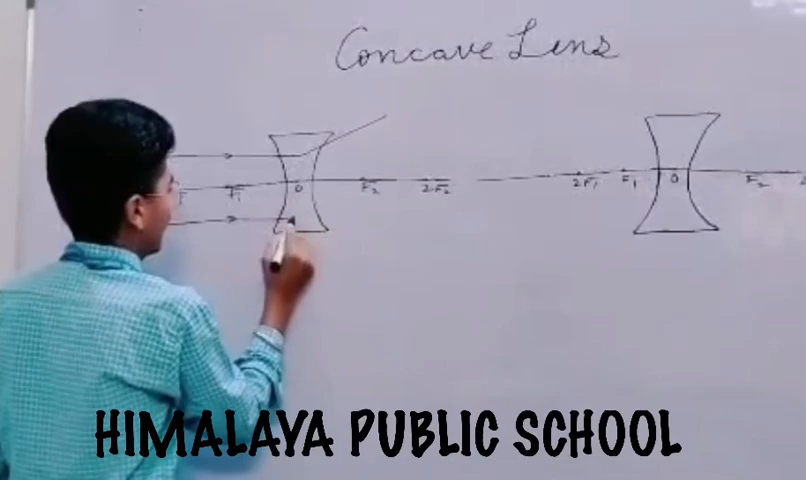 Concave Lens
F₁ O F₂ 2F₂ 2F₁ F₁ O F₂
HIMALAYA PUBLIC SCHOOL